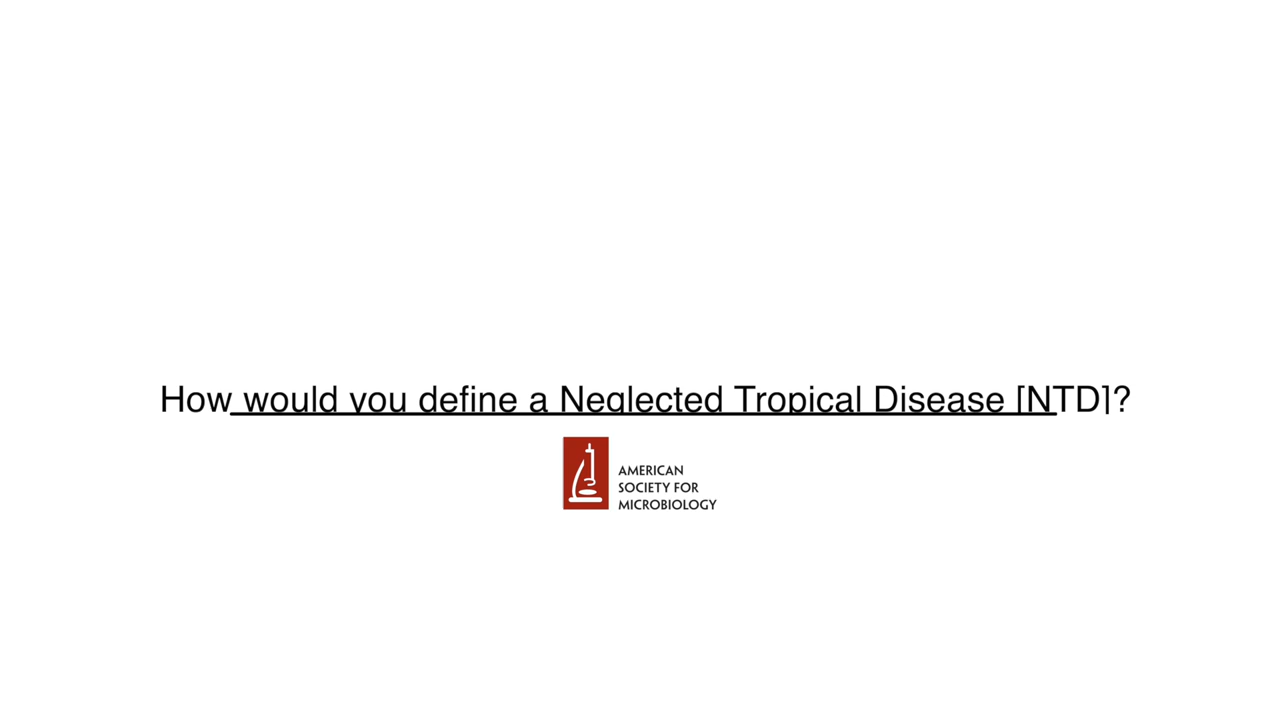 How would you define a Neglected Tropical Disease [NTD]?
AMERICAN
SOCIETY FOR
MICROBIOLOGY